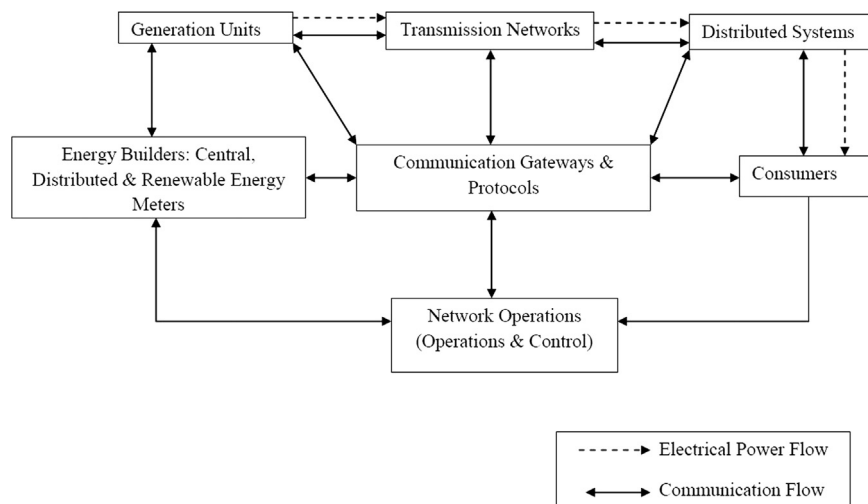 Generation Units
Transmission Networks
Distributed Systems
Energy Builders: Central,
Distributed & Renewable Energy
Meters
Communication Gateways &
Protocols
Consumers
Network Operations
(Operations & Control)
Electrical Power Flow
Communication Flow